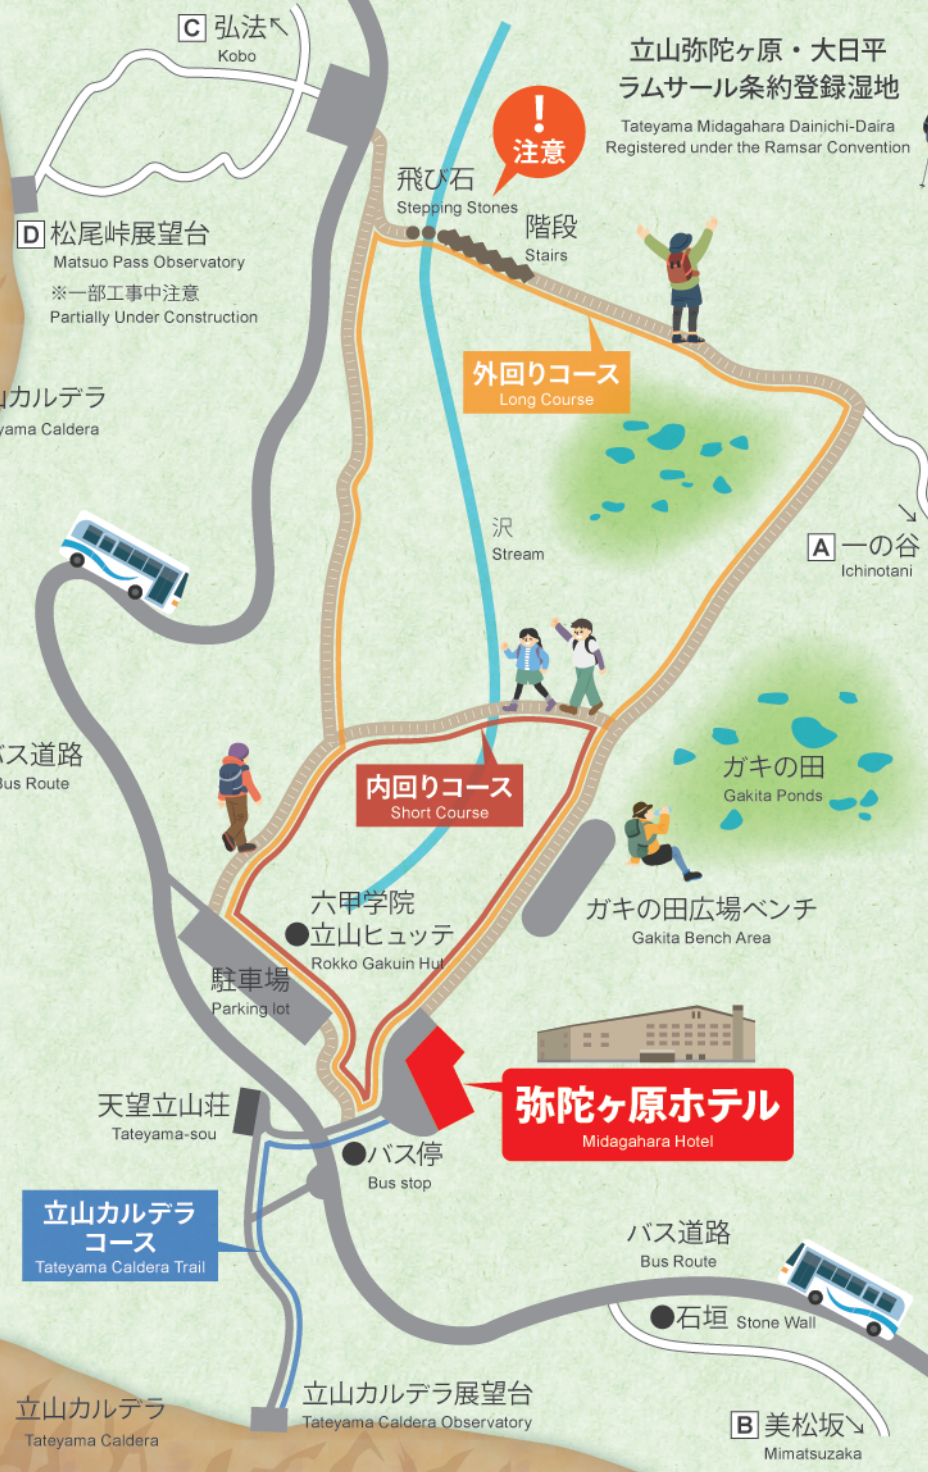 C 弘法↖
Kobo
立山弥陀ヶ原・大日平
ラムサール条約登録湿地
Tateyama Midagahara Dainichi-Daira
Registered under the Ramsar Convention
!
注意
飛び石
Stepping Stones
階段
Stairs
D 松尾峠展望台
Matsuo Pass Observatory
※一部工事中注意
Partially Under Construction
外回りコース
Long Course
山カルデラ
yama Caldera
沢
Stream
A 一の谷
Ichinotani
バス道路
Bus Route
内回りコース
Short Course
ガキの田
Gakita Ponds
六甲学院
立山ヒュッテ
Rokko Gakuin Hut
ガキの田広場ベンチ
Gakita Bench Area
駐車場
Parking lot
弥陀ヶ原ホテル
Midagahara Hotel
天望立山荘
Tateyama-sou
バス停
Bus stop
立山カルデラ
コース
Tateyama Caldera Trail
バス道路
Bus Route
石垣 Stone Wall
立山カルデラ展望台
Tateyama Caldera Observatory
立山カルデラ
Tateyama Caldera
B 美松坂↘
Mimatsuzaka